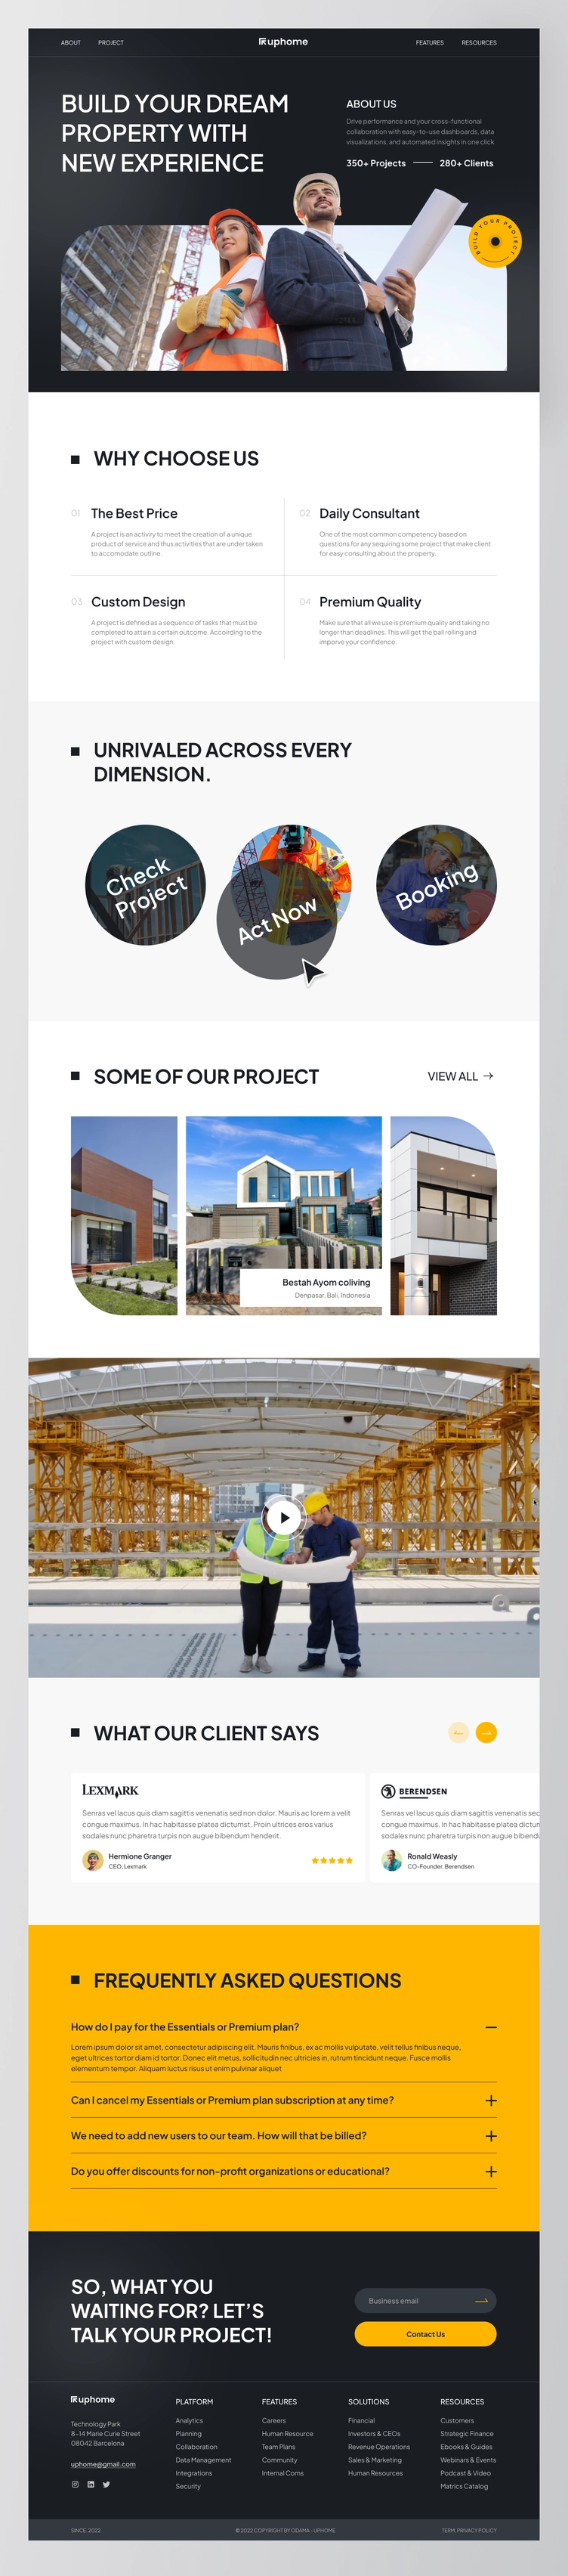 ABOUT
PROJECT
uphome
FEATURES
RESOURCES
BUILD YOUR DREAM
PROPERTY WITH
NEW EXPERIENCE
ABOUT US
Drive performance and your cross-functional
collaboration with easy-to-use dashboards, data
visualizations, and automated insights in one click
350+ Projects
280+ Clients
BUILD YOUR PROJECT
WHY CHOOSE US
01 The Best Price
A project is an activity to meet the creation of a unique
product of service and thus activities that are under taken
to accomodate outline.
02 Daily Consultant
One of the most common competency based on
questions for any sequring some project that make client
for easy consulting about the property.
03 Custom Design
A project is defined as a sequence of tasks that must be
completed to attain a certain outcome. Accoirding to the
project with custom design.
04 Premium Quality
Make sure that all we use is premium quality and taking no
longer than deadlines. This will get the ball rolling and
imporve your confidence.
UNRIVALED ACROSS EVERY
DIMENSION.
Check
Project
Act Now
Booking
SOME OF OUR PROJECT
VIEW ALL
Bestah Ayom coliving
Denpasar, Bali, Indonesia
WHAT OUR CLIENT SAYS
LEXMARK
Senras vel lacus quis diam sagittis venenatis sed non dolor. Mauris ac lorem a velit
congue maximus. In hac habitasse platea dictumst. Proin ultrices eros a varius
sodales nunc pharetra turpis non augue bibendum henderit.
Hermione Granger
CEO, Lexmark
BERENDSEN
Senras vel lacus quis diam sagittis venenatis sed
congue maximus. In hac habitasse platea dictum
sodales nunc pharetra turpis non augue bibendu
Ronald Weasly
CO-Founder, Berendsen
FREQUENTLY ASKED QUESTIONS
How do I pay for the Essentials or Premium plan?
Lorem ipsum dolor sit amet, consectetur adipiscing elit. Mauris finibus, ex ac mollis vulputate, velit tellus finibus neque,
eget ultrices tortor diam id tortor. Donec elit metus, sollicitudin nec ultricies in, rutrum tincidunt neque. Fusce mollis
elementum tempor. Aliquam luctus risus ut enim pulvinar aliquet
Can I cancel my Essentials or Premium plan subscription at any time?
We need to add new users to our team. How will that be billed?
Do you offer discounts for non-profit organizations or educational?
SO, WHAT YOU
WAITING FOR? LET'S
TALK YOUR PROJECT!
Business email
Contact Us
uphome
Technology Park
8-14 Marie Curie Street
08042 Barcelona
uphome@gmail.com
PLATFORM
Analytics
Planning
Collaboration
Data Management
Integrations
Security
FEATURES
Careers
Human Resource
Team Plans
Community
Internal Coms
SOLUTIONS
Financial
Investors & CEOs
Revenue Operations
Sales & Marketing
Human Resources
RESOURCES
Customers
Strategic Finance
Ebooks & Guides
Webinars & Events
Podcast & Video
Matrics Catalog
SINCE. 2022
© 2022 COPYRIGHT BY ODAMA - UPHOME.
TERM, PRIVACY POLICY